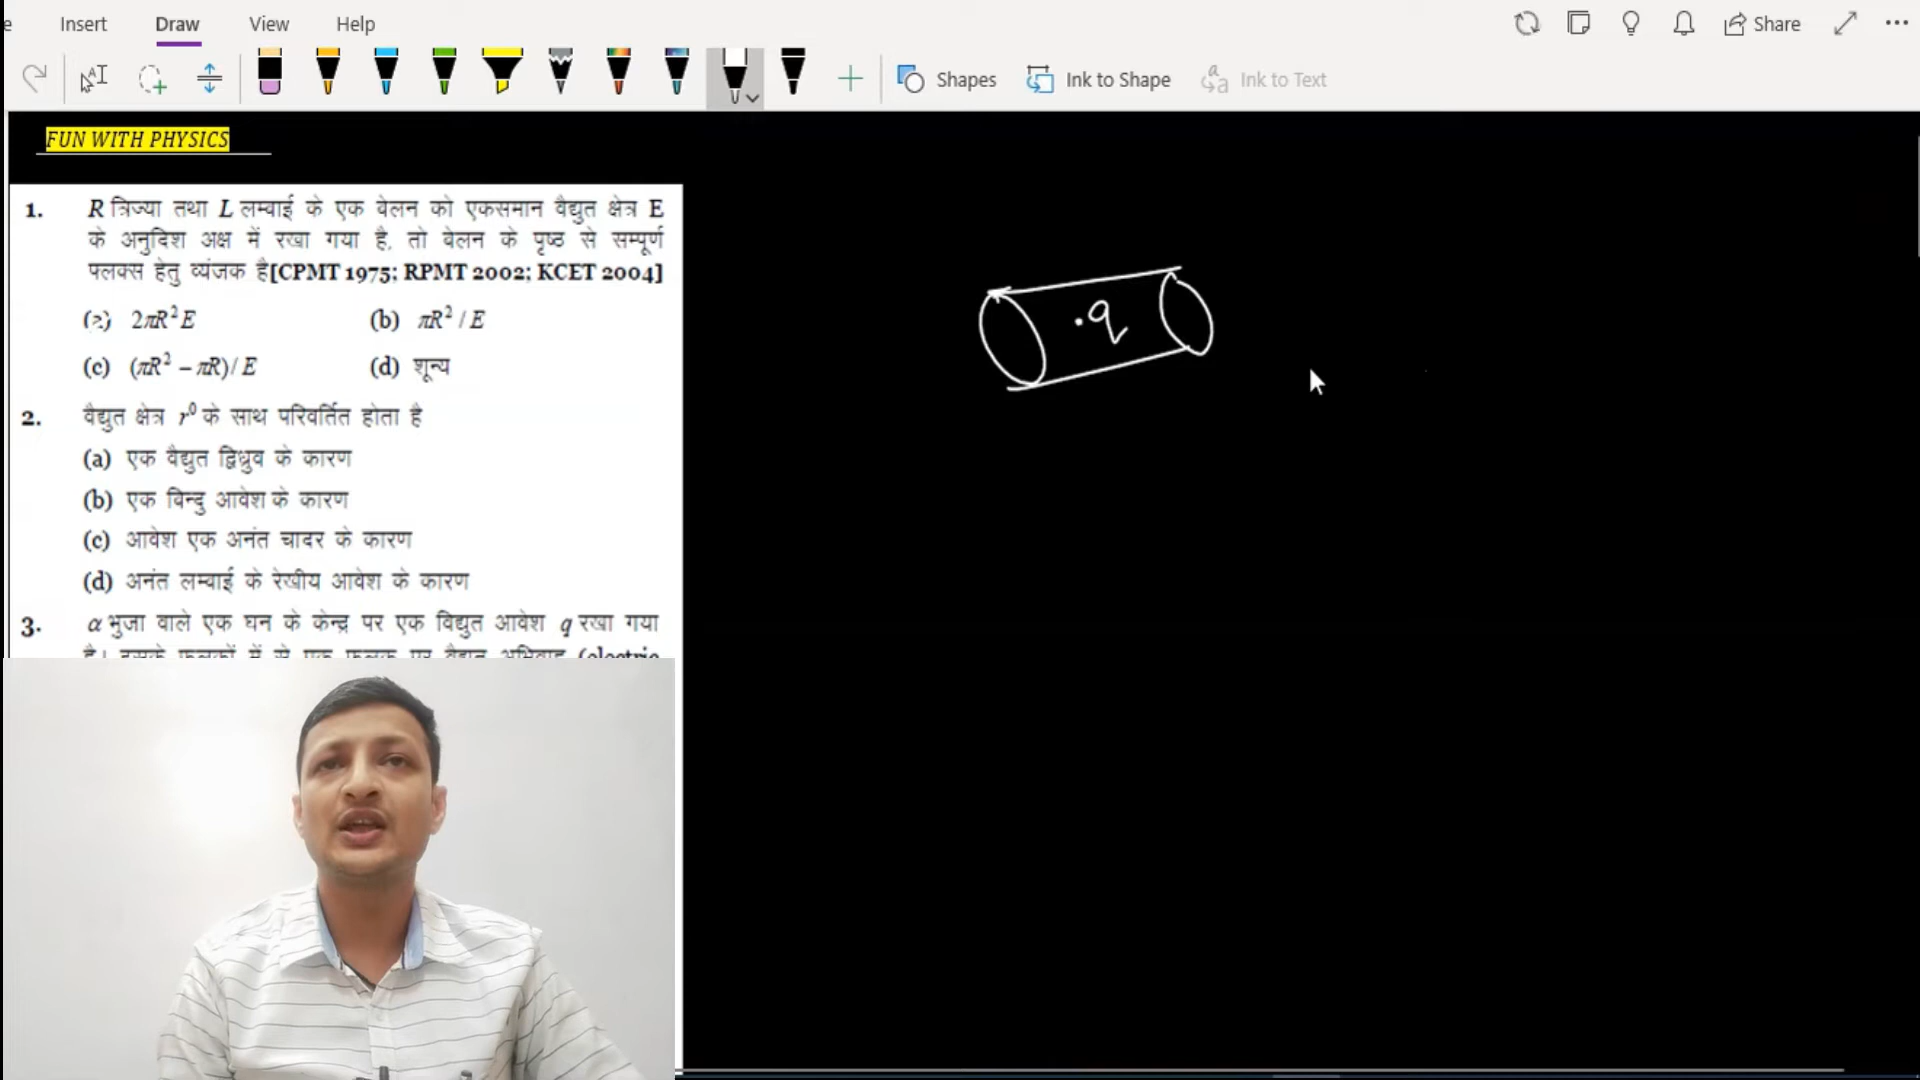 Insert Draw View Help Share
Shapes Ink to Shape Ink to Text
FUN WITH PHYSICS
1. R त्रिज्या तथा L लम्बाई के एक बेलन को एकसमान वैद्युत क्षेत्र E
के अनुदिश अक्ष में रखा गया है, तो बेलन के पृष्ठ से सम्पूर्ण
फ्लक्स हेतु व्यंजक है[CPMT 1975; RPMT 2002; KCET 2004]
(a) 2πR²E (b) πR² / E
(c) (πR² – πR)/ E (d) शून्य
2. वैद्युत क्षेत्र r⁰ के साथ परिवर्तित होता है
(a) एक वैद्युत द्विध्रुव के कारण
(b) एक विन्दु आवेश के कारण
(c) आवेश एक अनंत चादर के कारण
(d) अनंत लम्बाई के रेखीय आवेश के कारण
3. α भुजा वाले एक घन के केन्द्र पर एक विद्युत आवेश q रखा गया
.q